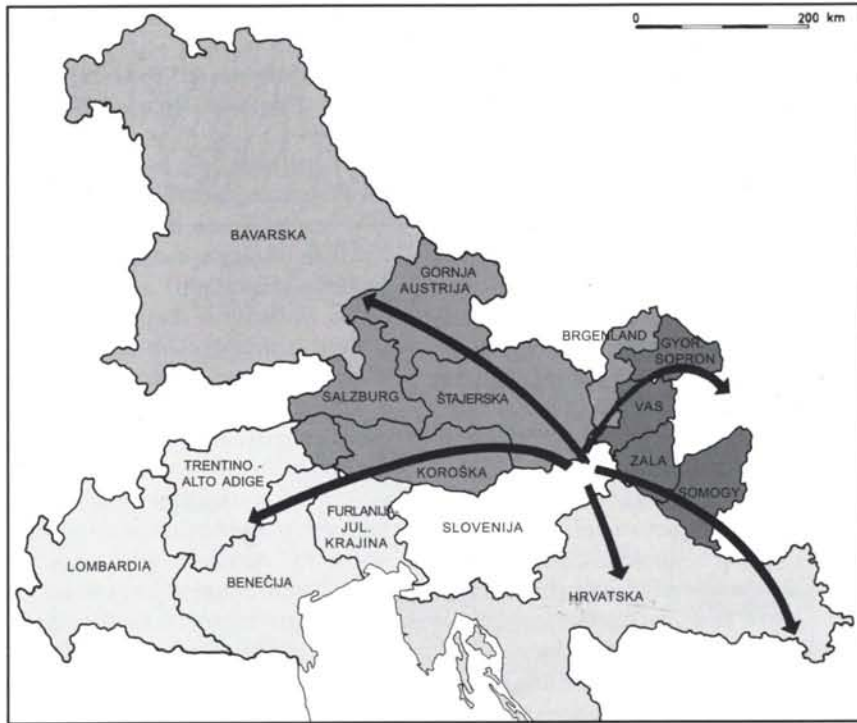 0 200 km
BAVARSKA
GORNJA
AUSTRIJA
BRGENLAND
GYOR
SOPRON
SALZBURG
ŠTAJERSKA
VAS
TRENTINO -
ALTO ADIGE
KOROŠKA
ZALA
SOMOGY
FURLANIJA
JUL.
KRAJINA
SLOVENIJA
LOMBARDIA
BENEČIJA
HRVATSKA